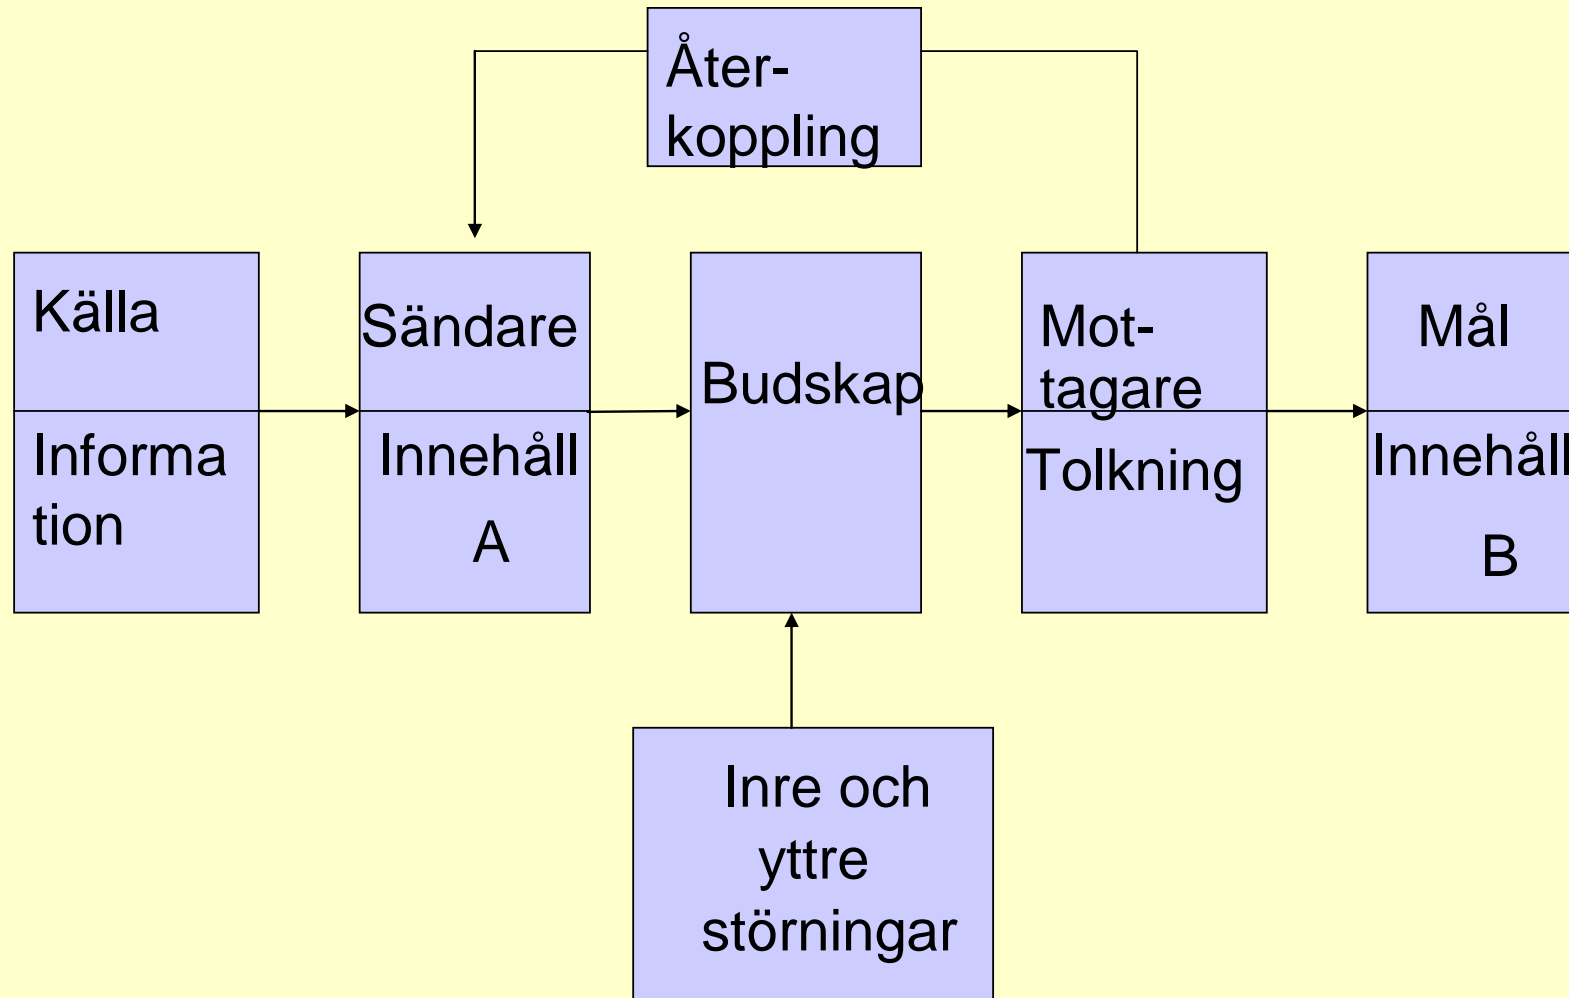 Åter-
koppling
Källa
Informa
tion
Sändare
Innehåll
A
Budskap
Mot-
tagare
Tolkning
Mål
Innehåll
B
Inre och
yttre
störningar